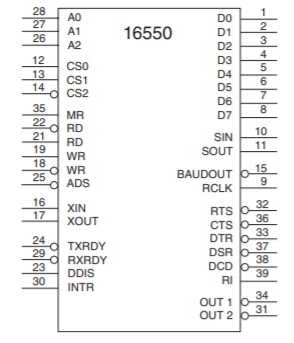 16550
28 A0
27 A1
26 A2
12 CS0
13 CS1
14 CS2
35 MR
22 RD
21 RD
19 WR
18 WR
25 ADS
16 XIN
17 XOUT
24 TXRDY
29 RXRDY
23 DDIS
30 INTR
D0 1
D1 2
D2 3
D3 4
D4 5
D5 6
D6 7
D7 8
SIN 10
SOUT 11
BAUDOUT 15
RCLK 9
RTS 32
CTS 36
DTR 33
DSR 37
DCD 38
RI 39
OUT 1 34
OUT 2 31